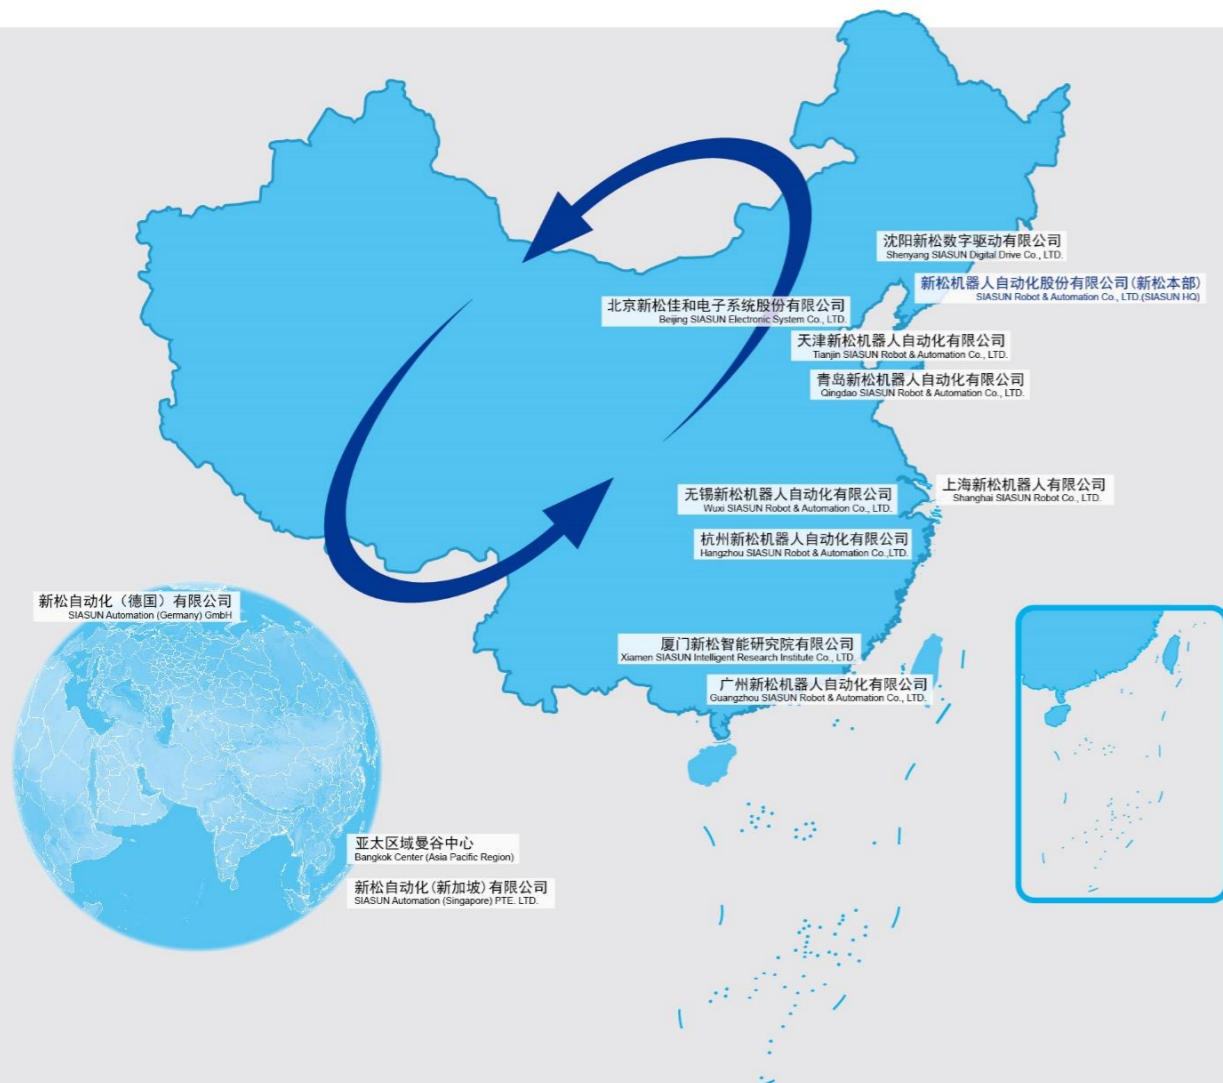 沈阳新松数字驱动有限公司
Shenyang SIASUN Digital Drive Co., LTD.
新松机器人自动化股份有限公司(新松本部)
SIASUN Robot & Automation Co., LTD.(SIASUN HQ)
北京新松佳和电子系统股份有限公司
Beijing SIASUN Electronic System Co., LTD.
天津新松机器人自动化有限公司
Tianjin SIASUN Robot & Automation Co., LTD.
青岛新松机器人自动化有限公司
Qingdao SIASUN Robot & Automation Co., LTD.
上海新松机器人有限公司
Shanghai SIASUN Robot Co., LTD.
无锡新松机器人自动化有限公司
Wuxi SIASUN Robot & Automation Co., LTD.
杭州新松机器人自动化有限公司
Hangzhou SIASUN Robot & Automation Co.,LTD.
新松自动化（德国）有限公司
SIASUN Automation (Germany) GmbH
厦门新松智能研究院有限公司
Xiamen SIASUN Intelligent Research Institute Co., LTD.
广州新松机器人自动化有限公司
Guangzhou SIASUN Robot & Automation Co., LTD.
亚太区域曼谷中心
Bangkok Center (Asia Pacific Region)
新松自动化(新加坡)有限公司
SIASUN Automation (Singapore) PTE. LTD.